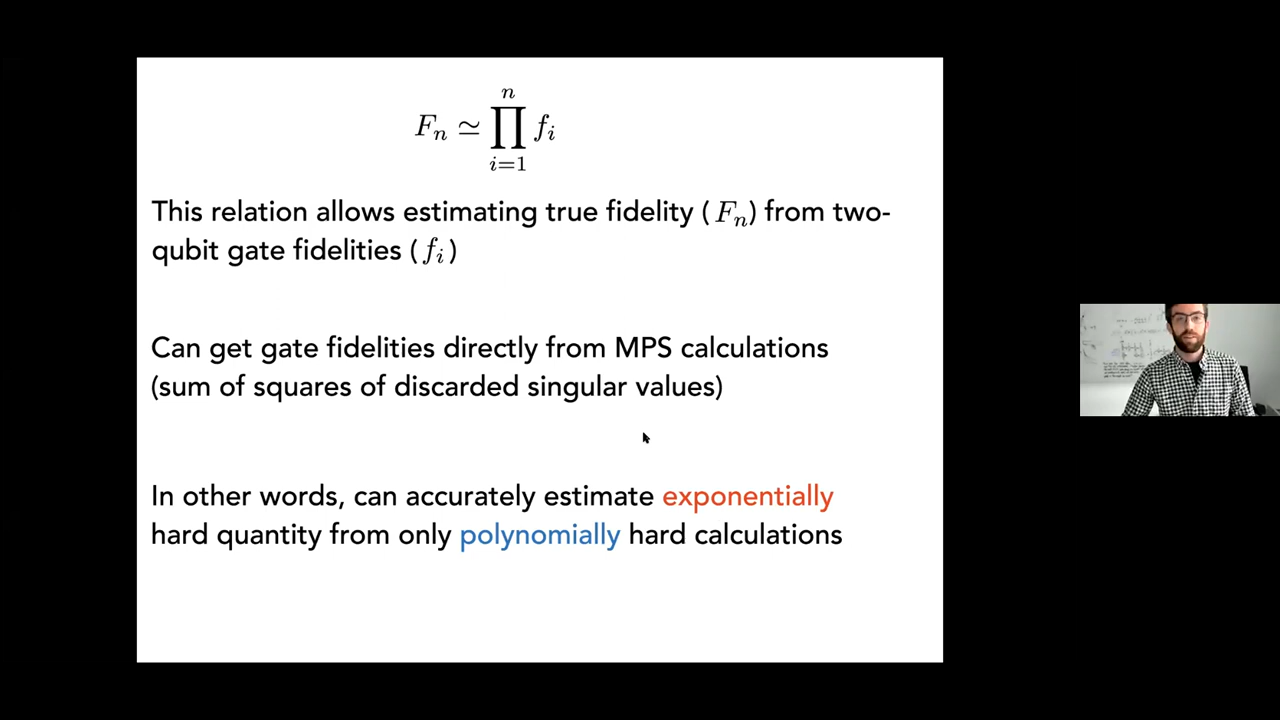 F_n ≃ ∏_{i=1}^{n} f_i
This relation allows estimating true fidelity (F_n) from two-
qubit gate fidelities (f_i)
Can get gate fidelities directly from MPS calculations
(sum of squares of discarded singular values)
In other words, can accurately estimate exponentially
hard quantity from only polynomially hard calculations